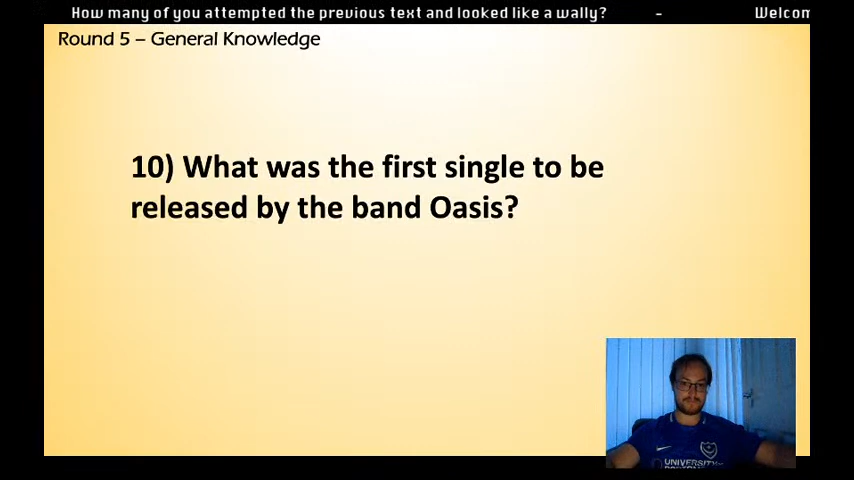 How many of you attempted the previous text and looked like a wally? - Welcom
Round 5 – General Knowledge
10) What was the first single to be
released by the band Oasis?
UNIVERSITY